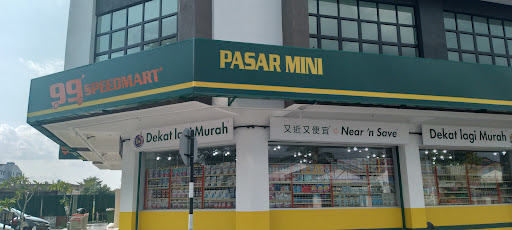 99 SPEEDMART
PASAR MINI
Dekat lagi Murah
又近又便宜 Near 'n Save
Dekat lagi Murah